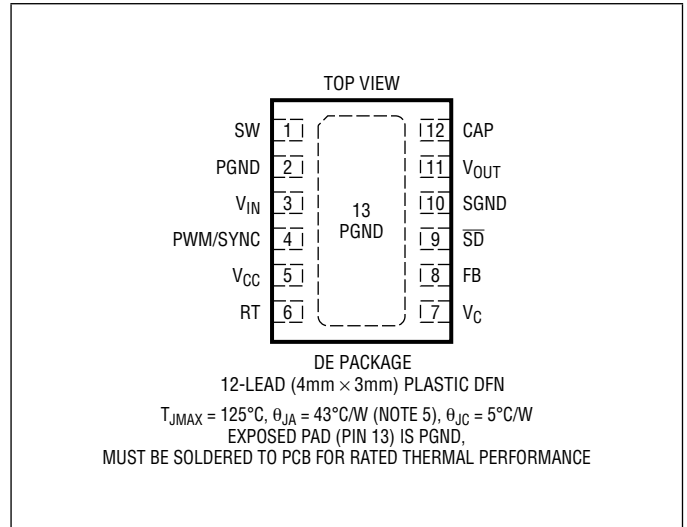 TOP VIEW
SW 1 12 CAP
PGND 2 11 VOUT
VIN 3 10 SGND
13
PGND
PWM/SYNC 4 9 S̅D̅
VCC 5 8 FB
RT 6 7 VC
DE PACKAGE
12-LEAD (4mm × 3mm) PLASTIC DFN
TJMAX = 125°C, θJA = 43°C/W (NOTE 5), θJC = 5°C/W
EXPOSED PAD (PIN 13) IS PGND,
MUST BE SOLDERED TO PCB FOR RATED THERMAL PERFORMANCE